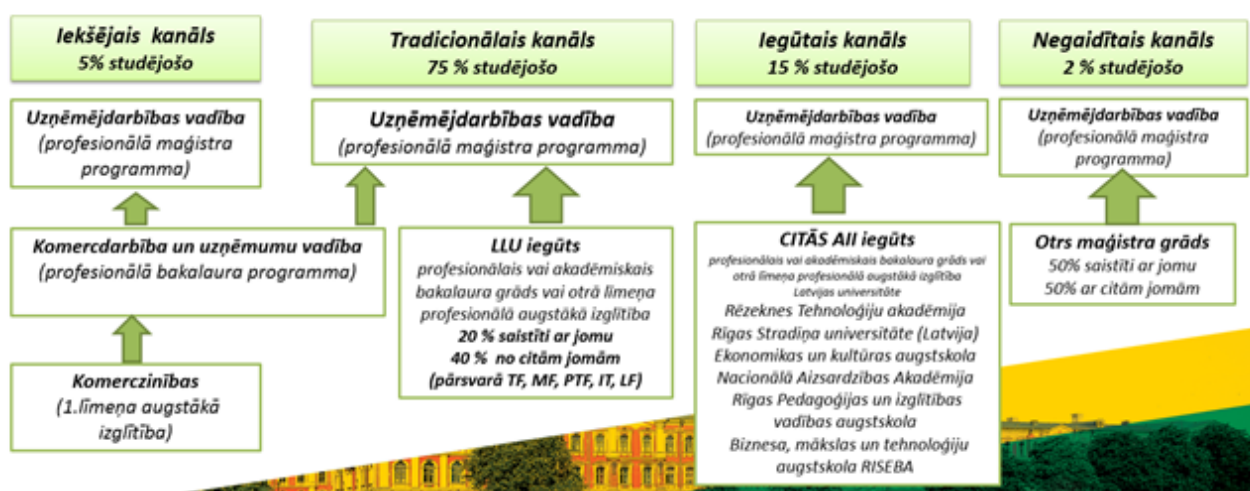 Iekšējais kanāls
5% studējošo
Uzņēmējdarbības vadība
(profesionālā maģistra
programma)
Komercdarbība un uzņēmumu vadība
(profesionālā bakalaura programma)
Komerczinības
(1.līmeņa augstākā
izglītība)
Tradicionālais kanāls
75 % studējošo
Uzņēmējdarbības vadība
(profesionālā maģistra programma)
LLU iegūts
profesionālais vai akadēmiskais
bakalaura grāds vai otrā līmeņa
profesionālā augstākā izglītība
20 % saistīti ar jomu
40 % no citām jomām
(pārsvarā TF, MF, PTF, IT, LF)
Iegūtais kanāls
15 % studējošo
Uzņēmējdarbības vadība
(profesionālā maģistra programma)
CITĀS AII iegūts
profesionālais vai akadēmiskais bakalaura grāds vai
otrā līmeņa profesionālā augstākā izglītība
Latvijas universitāte
Rēzeknes Tehnoloģiju akadēmija
Rīgas Stradiņa universitāte (Latvija)
Ekonomikas un kultūras augstskola
Nacionālā Aizsardzības Akadēmija
Rīgas Pedagoģijas un izglītības
vadības augstskola
Biznesa, mākslas un tehnoloģiju
augstskola RISEBA
Negaidītais kanāls
2 % studējošo
Uzņēmējdarbības vadība
(profesionālā maģistra
programma)
Otrs maģistra grāds
50% saistīti ar jomu
50% ar citām jomām